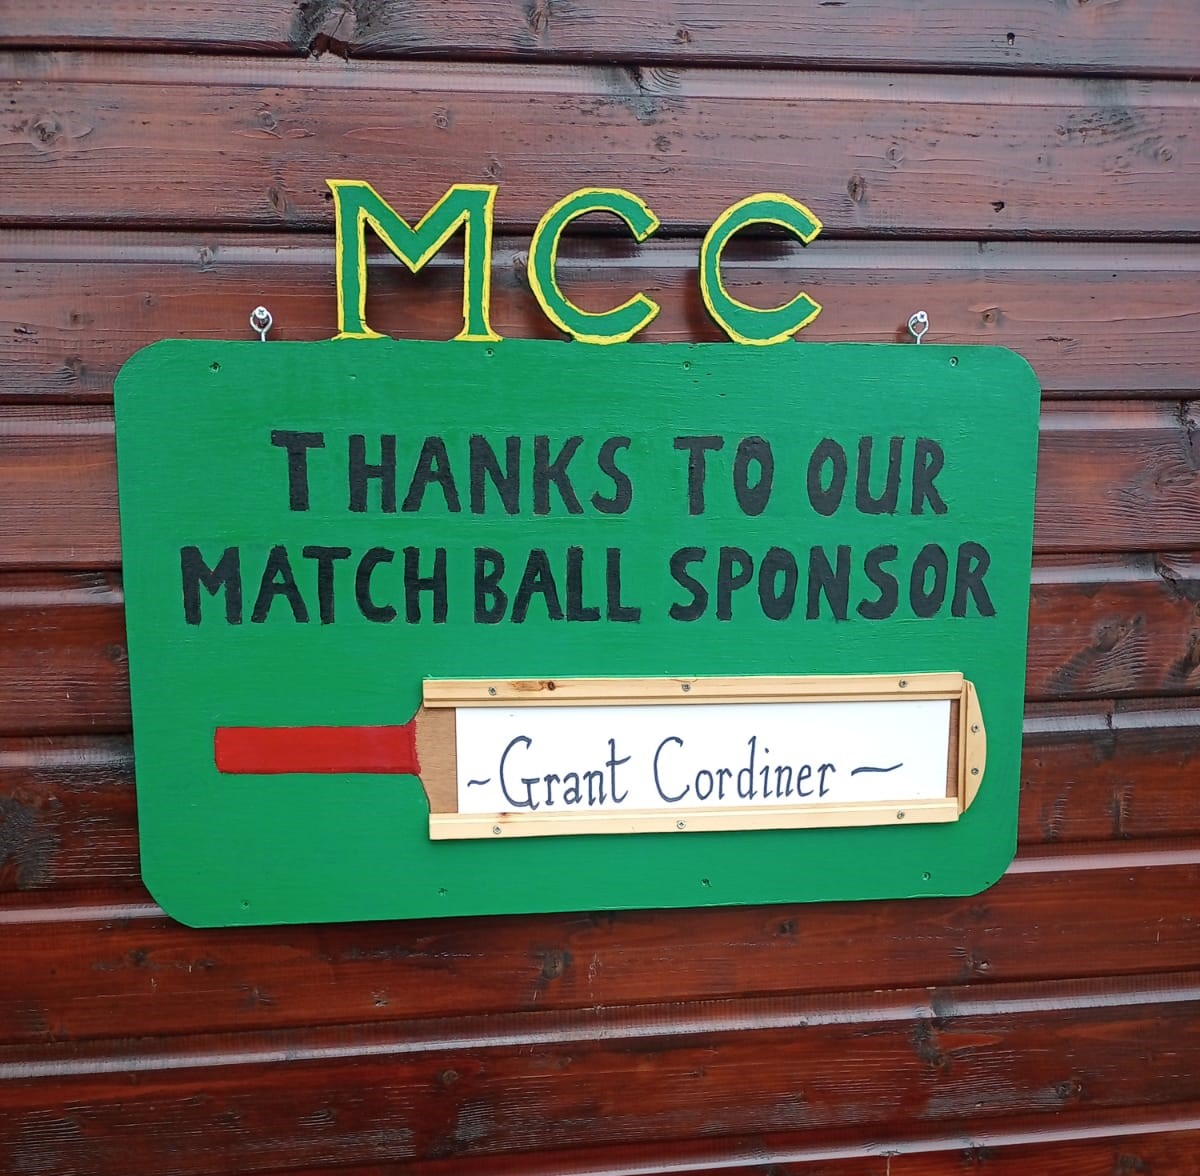 MCC
THANKS TO OUR
MATCH BALL SPONSOR
~Grant Cordiner~